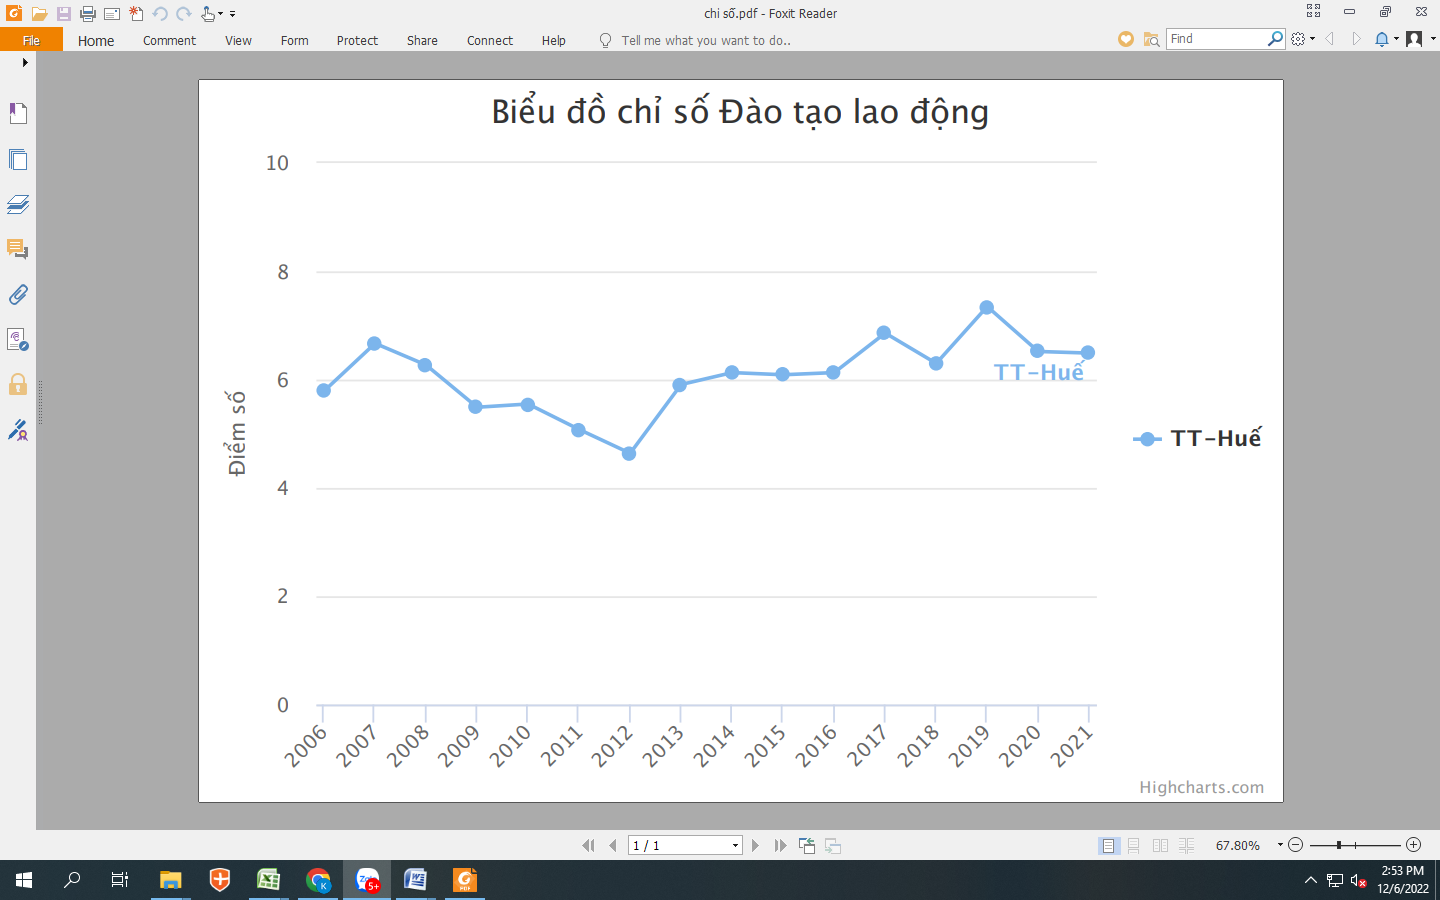 chi số.pdf - Foxit Reader
File Home Comment View Form Protect Share Connect Help Tell me what you want to do.. Find
Biểu đồ chỉ số Đào tạo lao động
10
8
6
4
2
0
Điểm số
TT-Huế
TT-Huế
2006 2007 2008 2009 2010 2011 2012 2013 2014 2015 2016 2017 2018 2019 2020 2021
Highcharts.com
1 / 1
67.80%
5+
K
PDF
2:53 PM
12/6/2022